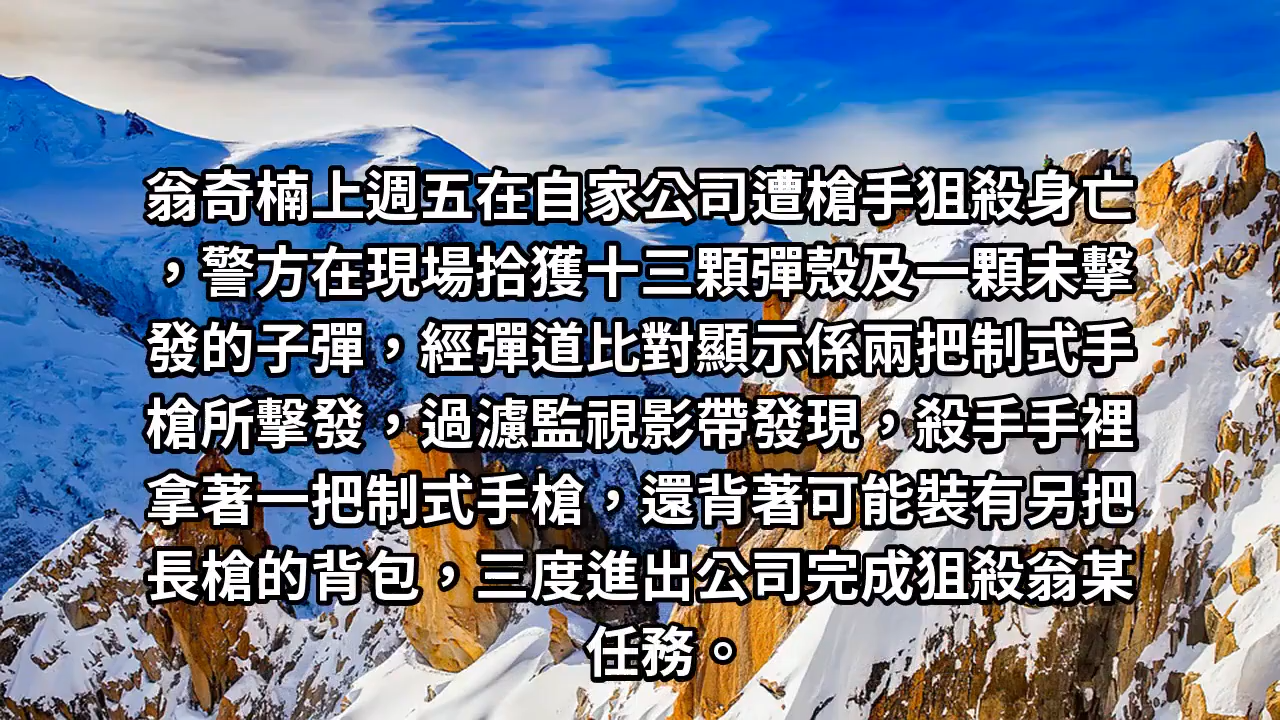 翁奇楠上週五在自家公司遭槍手狙殺身亡
，警方在現場拾獲十三顆彈殼及一顆未擊
發的子彈，經彈道比對顯示係兩把制式手
槍所擊發，過濾監視影帶發現，殺手手裡
拿著一把制式手槍，還背著可能裝有另把
長槍的背包，三度進出公司完成狙殺翁某
任務。